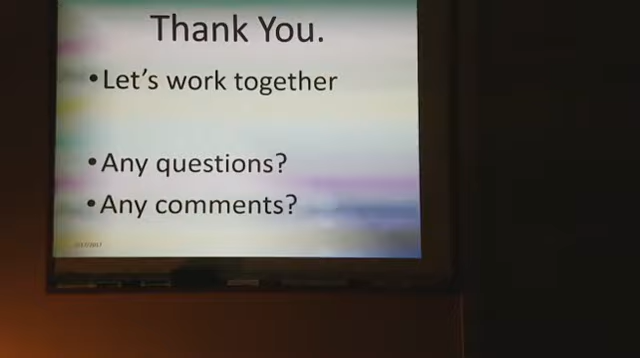 Thank You.
•Let's work together
•Any questions?
•Any comments?